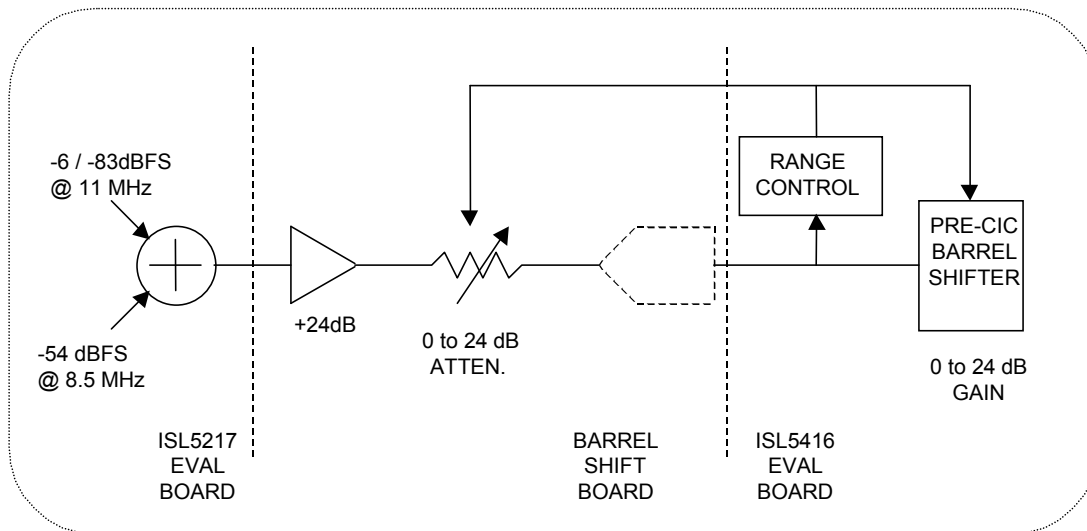 -6 / -83dBFS
@ 11 MHz
-54 dBFS
@ 8.5 MHz
+24dB
0 to 24 dB
ATTEN.
RANGE
CONTROL
PRE-CIC
BARREL
SHIFTER
0 to 24 dB
GAIN
ISL5217
EVAL
BOARD
BARREL
SHIFT
BOARD
ISL5416
EVAL
BOARD